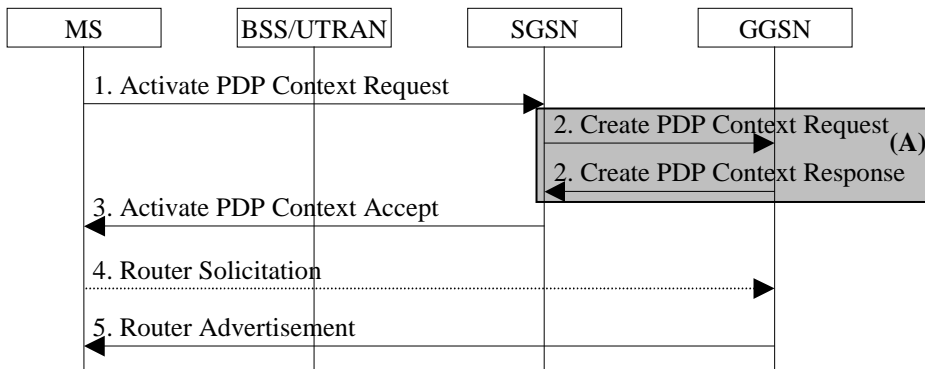 MS BSS/UTRAN SGSN GGSN
1. Activate PDP Context Request
2. Create PDP Context Request
(A)
2. Create PDP Context Response
3. Activate PDP Context Accept
4. Router Solicitation
5. Router Advertisement